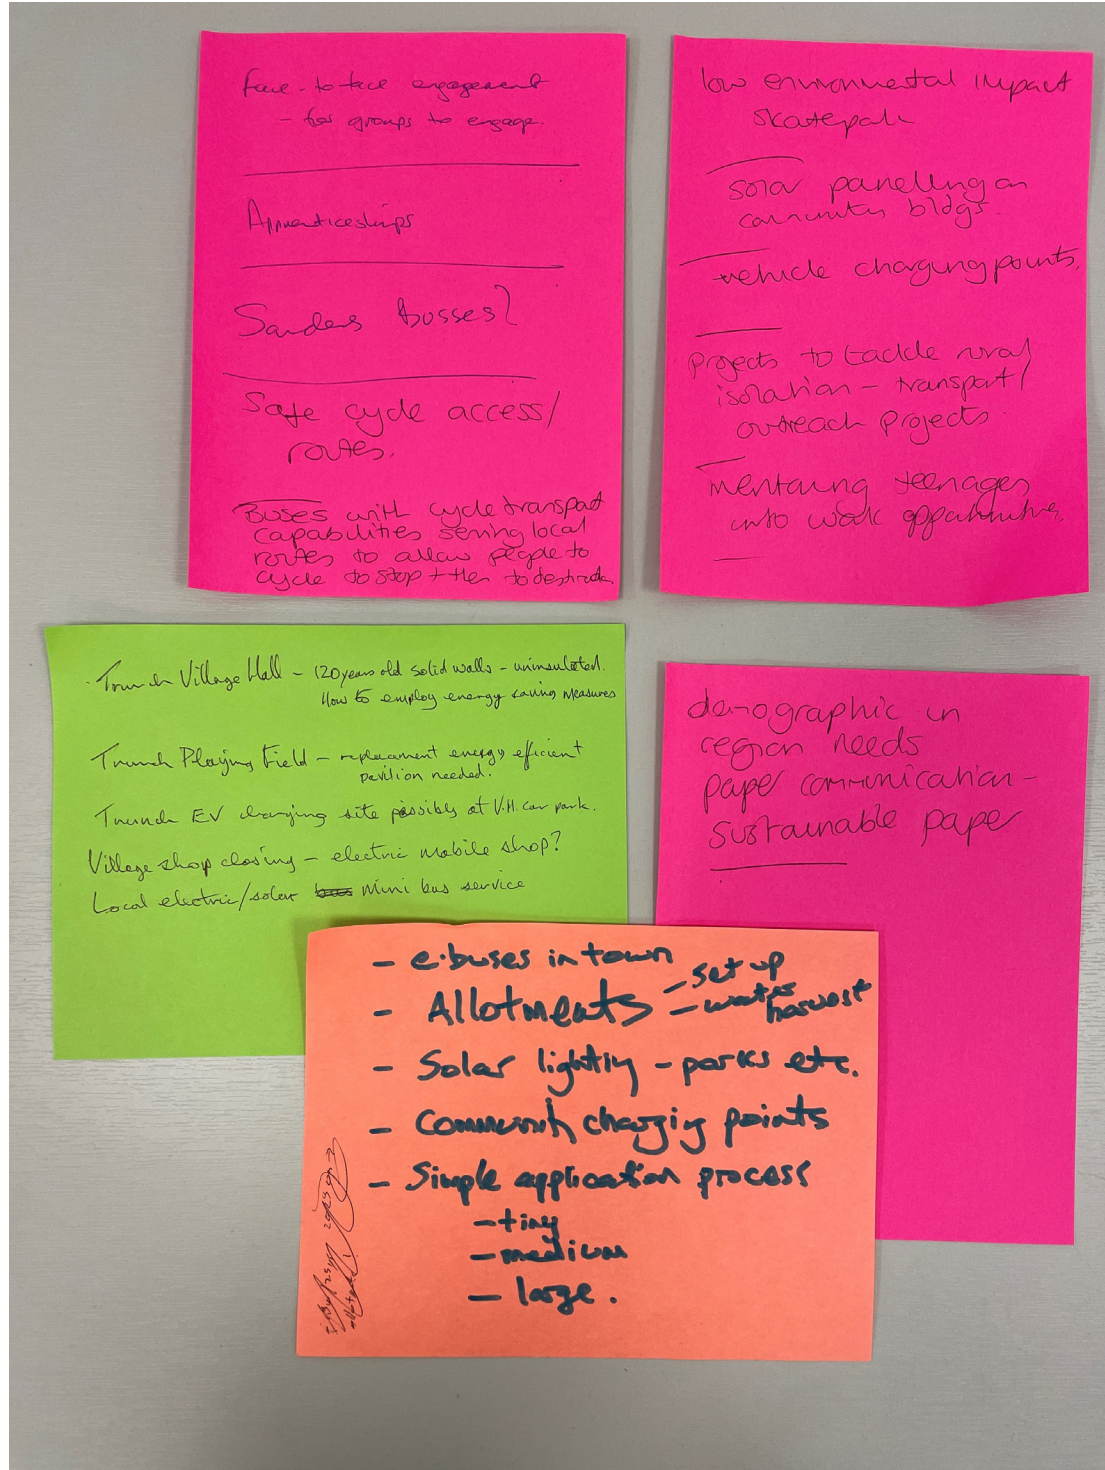 Face-to-face engagement
- for groups to engage.
Apprenticeships
Sanders Busses?
Safe cycle access/
routes.
Buses with cycle transport
capabilities serving local
routes to allow people to
cycle to stop + then to
low environmental impact
skatepark
solar panelling on
community bldgs.
vehicle charging points.
Projects to tackle rural
isolation - transport/
outreach projects
mentoring teenages
into work opportunities
Trunch Village Hall - 120 years old solid walls - uninsulated.
How to employ energy saving measures
Trunch Playing Field - replacement energy efficient
pavilion needed.
Trunch EV charging site possibly at V.H. car park.
Village shop closing - electric mobile shop?
Local electric/solar mini bus service
demographic in
region needs
paper communication -
sustainable paper
- e-buses in town
- Allotments - set up
- water harvest
- Solar lighting - parks etc.
- Community charging points
- Simple application process
- tiny
- medium
- large.